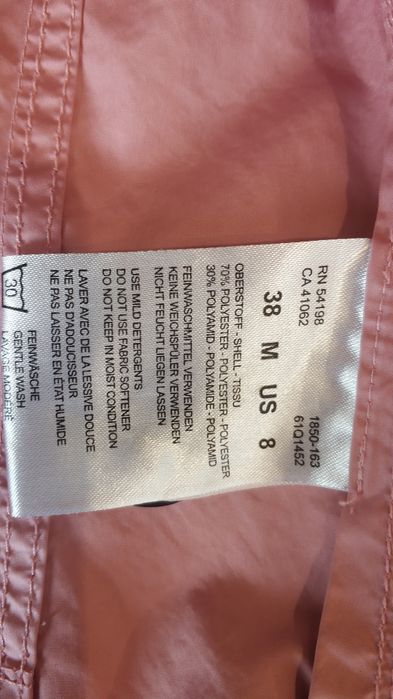 RN 54198
CA 41062
1850-163
61Q1452
38 M US 8
OBERSTOFF - SHELL - TISSU
70% POLYESTER - POLYESTER - POLYESTER
30% POLYAMID - POLYAMIDE - POLYAMID
FEINWASCHMITTEL VERWENDEN
KEINE WEICHSPÜLER VERWENDEN
NICHT FEUCHT LIEGEN LASSEN
USE MILD DETERGENTS
DO NOT USE FABRIC SOFTENER
DO NOT KEEP IN MOIST CONDITION
LAVER AVEC DE LA LESSIVE DOUCE
NE PAS D'ADOUCISSEUR
NE PAS LAISSER EN ÉTAT HUMIDE
30
FEINWÄSCHE
GENTLE WASH
LAVAGE MODÉRÉ